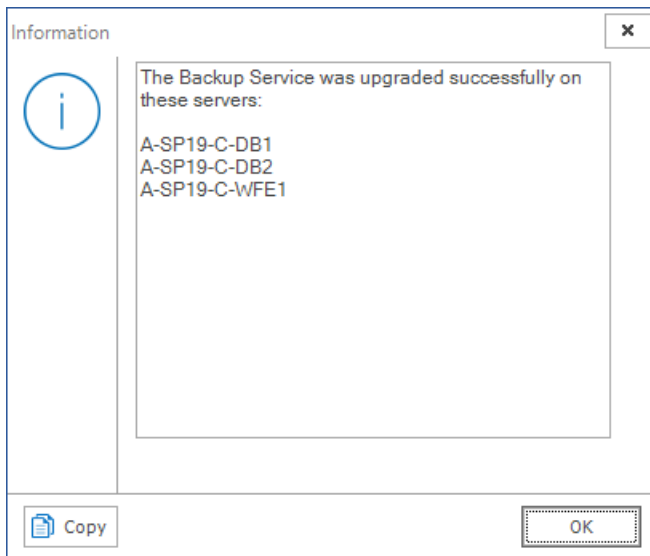 Information
The Backup Service was upgraded successfully on
these servers:
A-SP19-C-DB1
A-SP19-C-DB2
A-SP19-C-WFE1
Copy
OK